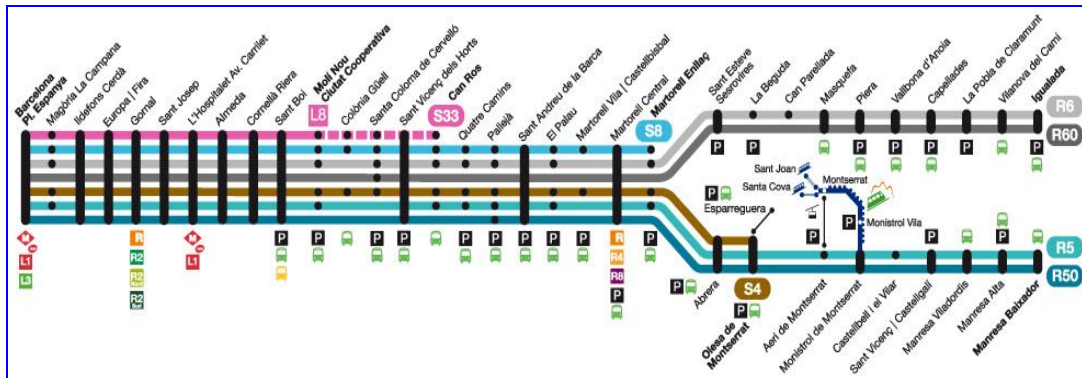 Barcelona
Pl. Espanya
Magòria La Campana
Ildefons Cerdà
Europa | Fira
Gornal
Sant Josep
L'Hospitalet Av. Carrilet
Almeda
Cornellà Riera
Sant Boi
Molí Nou
Ciutat Cooperativa
L8
Colònia Güell
Santa Coloma de Cervelló
Sant Vicenç dels Horts
Can Ros
S33
Quatre Camins
Pallejà
Sant Andreu de la Barca
El Palau
Martorell Vila | Castellbisbal
Martorell Central
Martorell Enllaç
S8
Sant Esteve
Sesrovires
La Beguda
Can Parellada
Masquefa
Piera
Vallbona d'Anoia
Capellades
La Pobla de Claramunt
Vilanova del Camí
Igualada
R6
R60
P P P P P P
Sant Joan
Santa Cova
Montserrat
P
Esparreguera
P
Monistrol Vila
P P
R5
R50
S4
M
L1
L3
R
R2
R2
R2
M
L1
P P P P P P P P P
R
R4
R8
P
P
P
P
Abrera
Olesa de
Montserrat
Aeri de Montserrat
Monistrol de Montserrat
Castellbell i el Vilar
Sant Vicenç | Castellgalí
Manresa Viladordis
Manresa Alta
Manresa Baixador